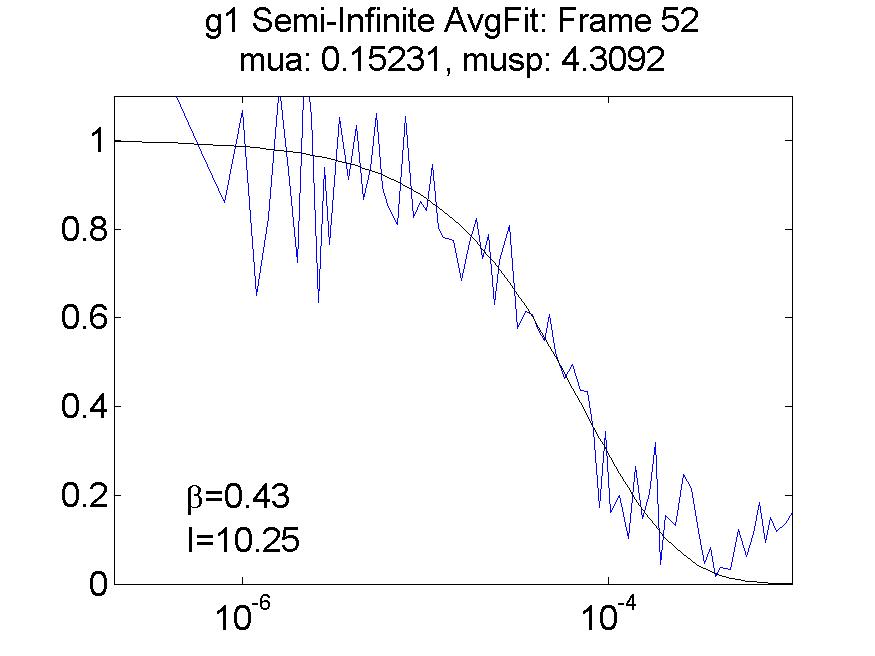 g1 Semi-Infinite AvgFit: Frame 52
mua: 0.15231, musp: 4.3092
1
0.8
0.6
0.4
0.2
0
β=0.43
I=10.25
10^-6
10^-4